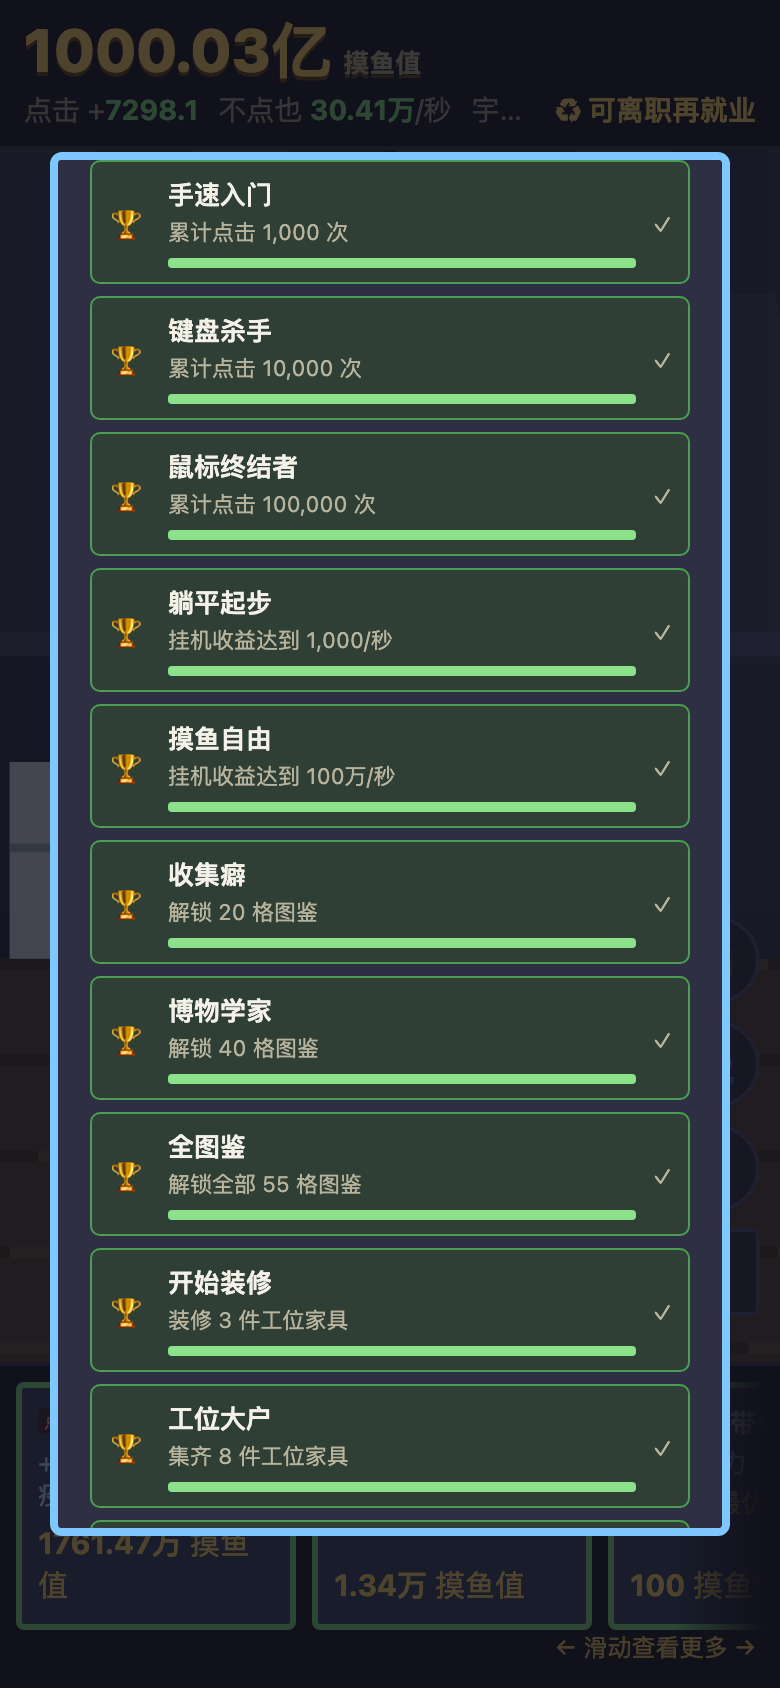 1000.03亿 摸鱼值
点击 +7298.1 不点也 30.41万/秒 宇... ♻ 可离职再就业
手速入门
累计点击 1,000 次
✓
键盘杀手
累计点击 10,000 次
✓
鼠标终结者
累计点击 100,000 次
✓
躺平起步
挂机收益达到 1,000/秒
✓
摸鱼自由
挂机收益达到 100万/秒
✓
收集癖
解锁 20 格图鉴
✓
博物学家
解锁 40 格图鉴
✓
全图鉴
解锁全部 55 格图鉴
✓
开始装修
装修 3 件工位家具
✓
工位大户
集齐 8 件工位家具
✓
1761.47万 摸鱼
值
1.34万 摸鱼值
100 摸鱼
← 滑动查看更多 →